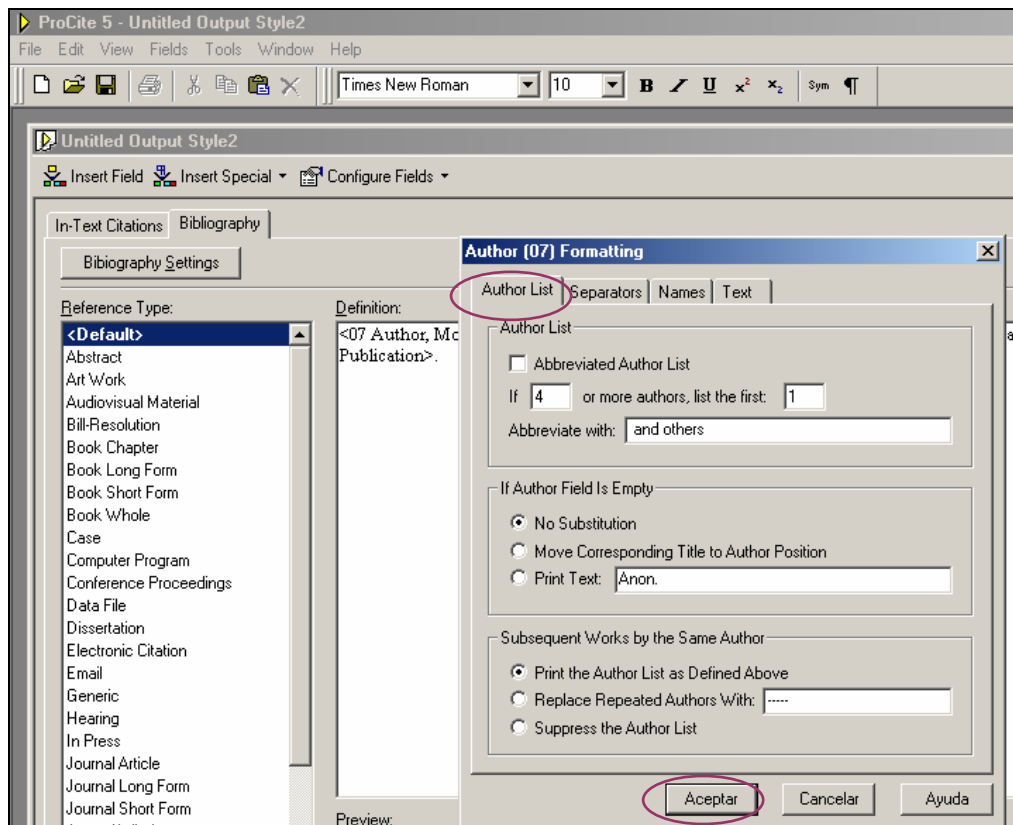 ProCite 5 - Untitled Output Style2
File Edit View Fields Tools Window Help
Times New Roman 10 B I U x² x₂ Sym ¶
Untitled Output Style2
Insert Field Insert Special Configure Fields
In-Text Citations Bibliography
Bibiography Settings
Reference Type:
<Default>
Abstract
Art Work
Audiovisual Material
Bill-Resolution
Book Chapter
Book Long Form
Book Short Form
Book Whole
Case
Computer Program
Conference Proceedings
Data File
Dissertation
Electronic Citation
Email
Generic
Hearing
In Press
Journal Article
Journal Long Form
Journal Short Form
Definition:
<07 Author, Mo
Publication>.
Preview:
Author (07) Formatting
Author List Separators Names Text
Author List
Abbreviated Author List
If 4 or more authors, list the first: 1
Abbreviate with: and others
If Author Field Is Empty
No Substitution
Move Corresponding Title to Author Position
Print Text: Anon.
Subsequent Works by the Same Author
Print the Author List as Defined Above
Replace Repeated Authors With: -----
Suppress the Author List
Aceptar Cancelar Ayuda